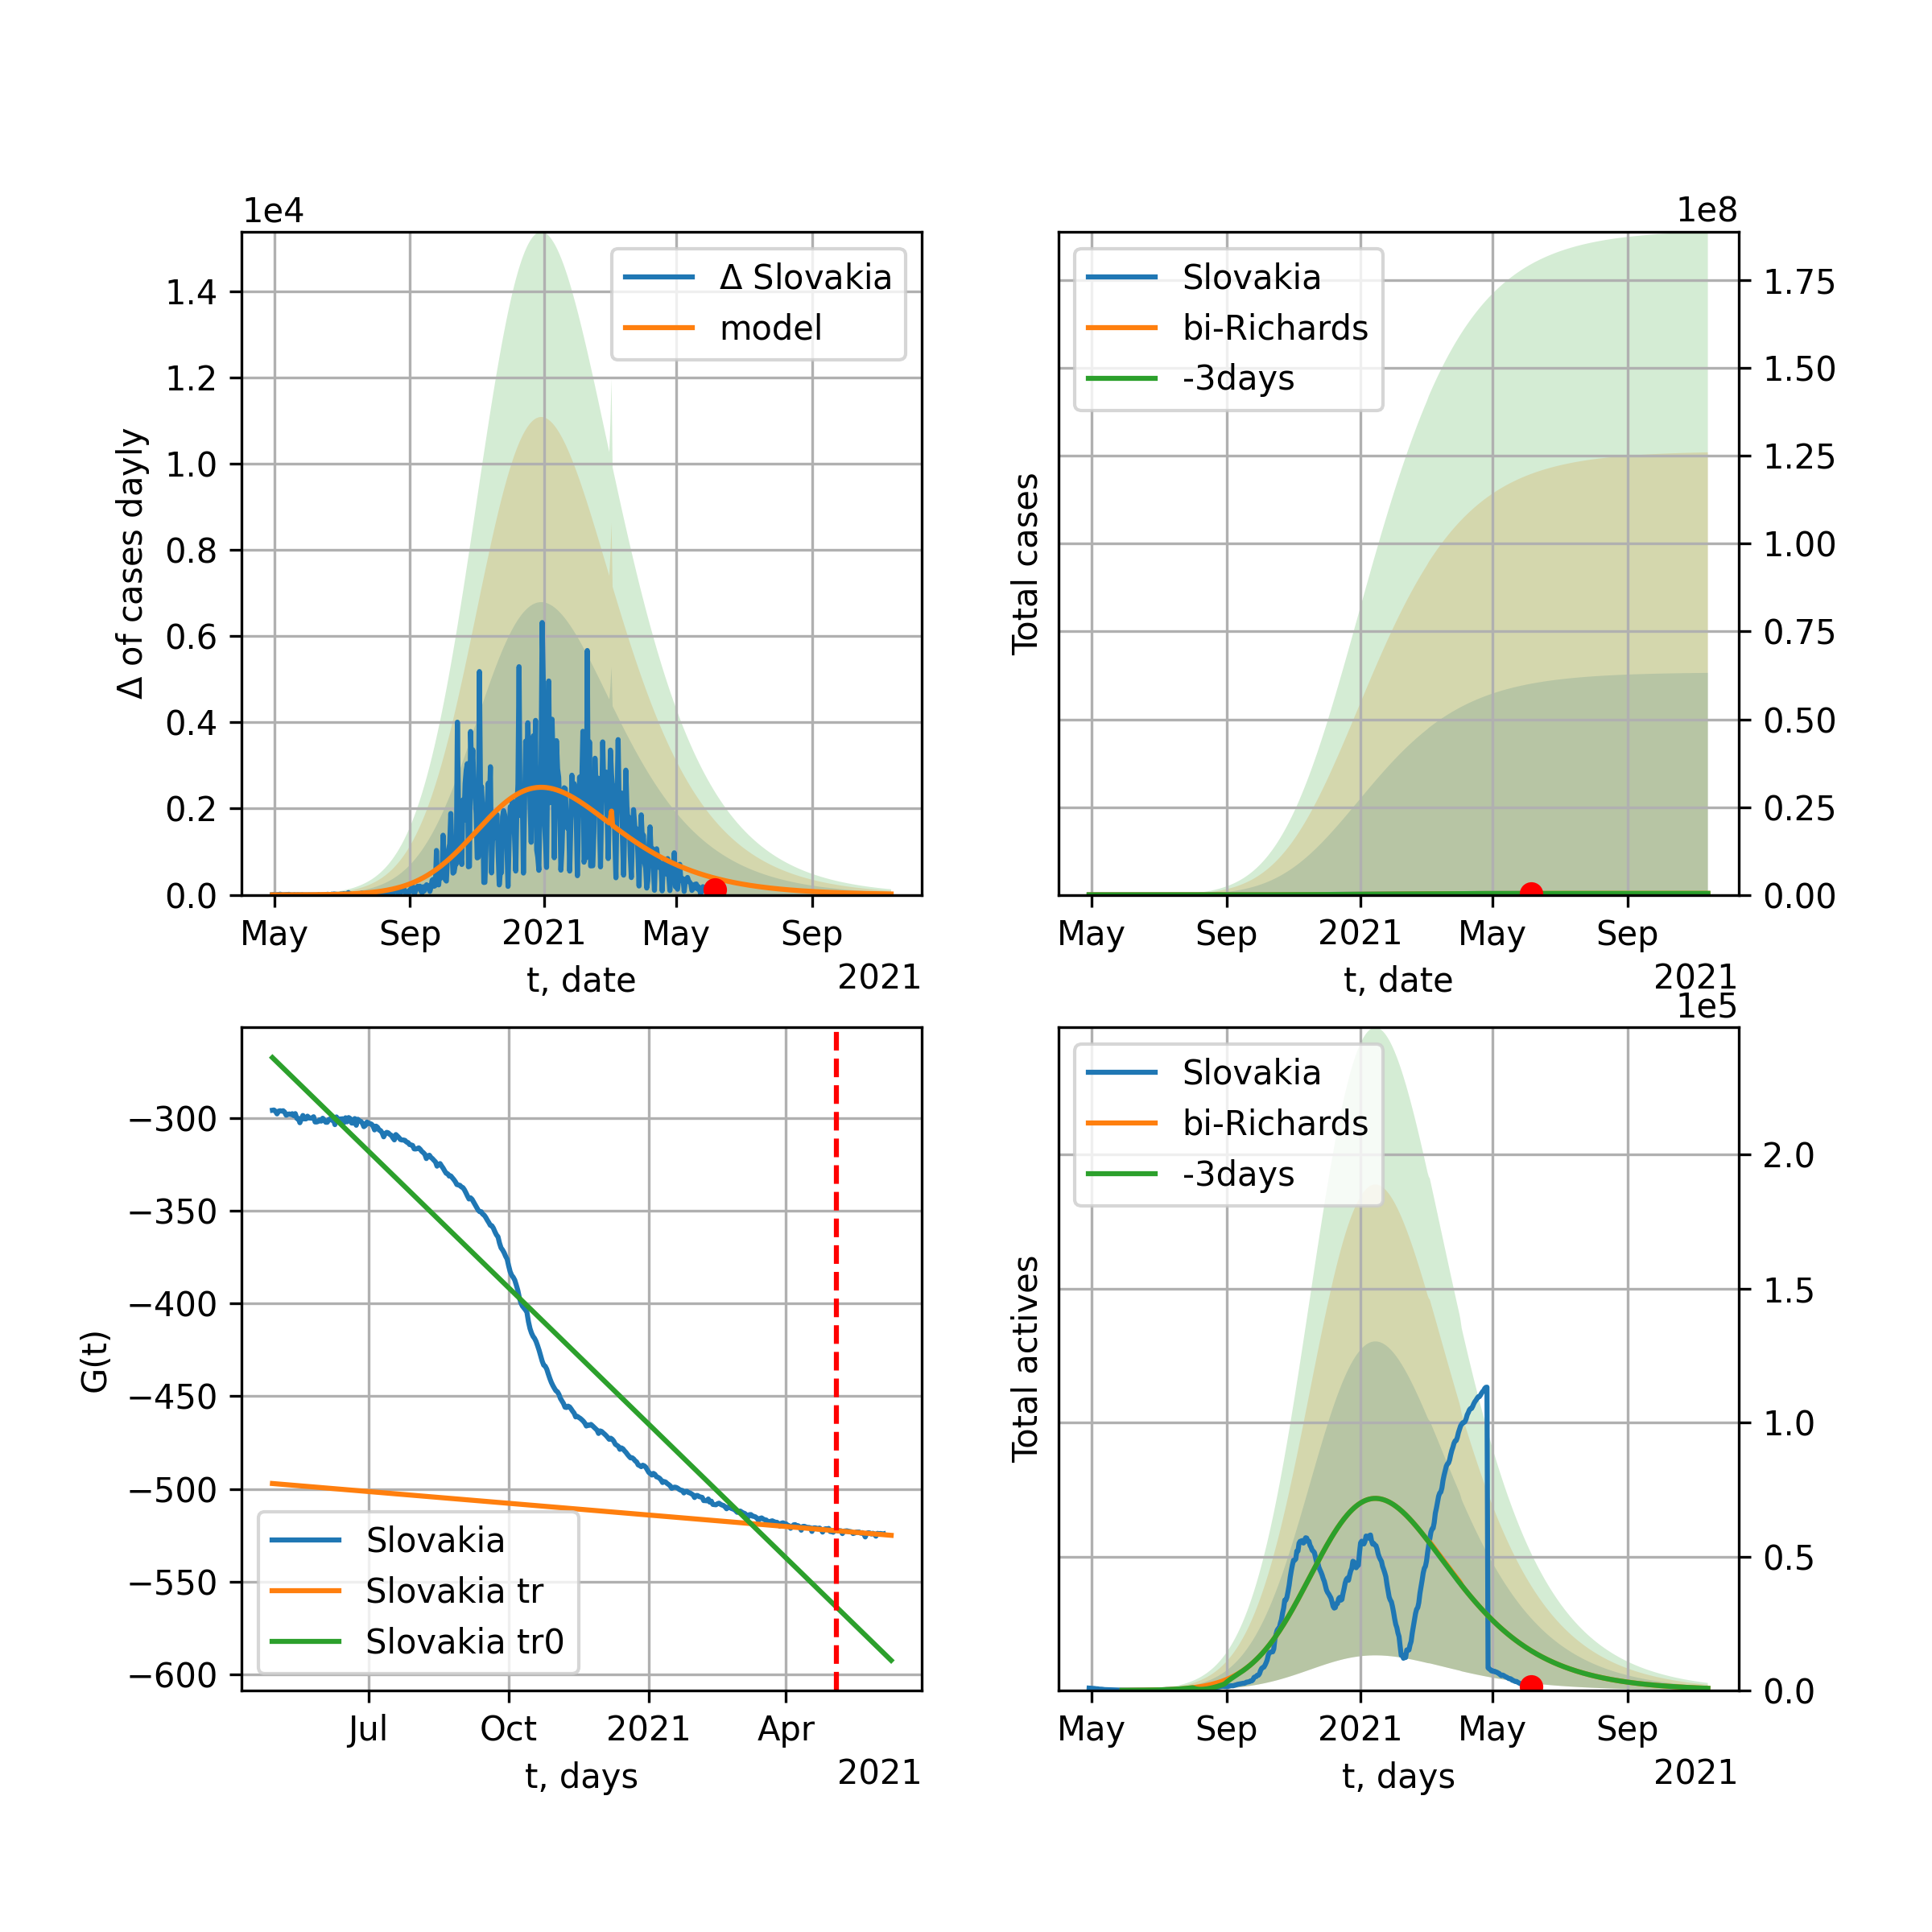 1e4
Δ of cases dayly
1.4
1.2
1.0
0.8
0.6
0.4
0.2
0.0
Δ Slovakia
model
May Sep 2021 May Sep
t, date
2021
1e8
Total cases
Slovakia
bi-Richards
-3days
1.75
1.50
1.25
1.00
0.75
0.50
0.25
0.00
May Sep 2021 May Sep
t, date
2021
G(t)
−300
−350
−400
−450
−500
−550
−600
Slovakia
Slovakia tr
Slovakia tr0
Jul Oct 2021 Apr
t, days
2021
1e5
Total actives
Slovakia
bi-Richards
-3days
2.0
1.5
1.0
0.5
0.0
May Sep 2021 May Sep
t, days
2021